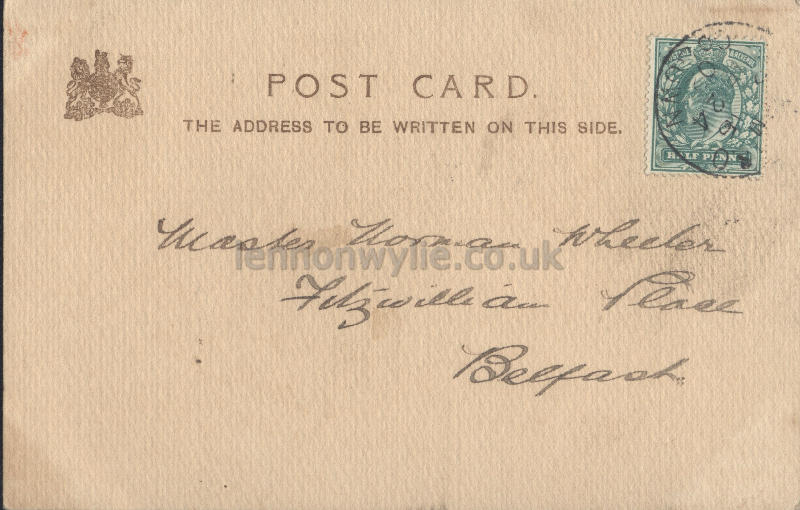 POST CARD.
THE ADDRESS TO BE WRITTEN ON THIS SIDE.
HALF PENNY
Master Norman Wheeler
lennonwylie.co.uk
Fitzwilliam Place
Belfast